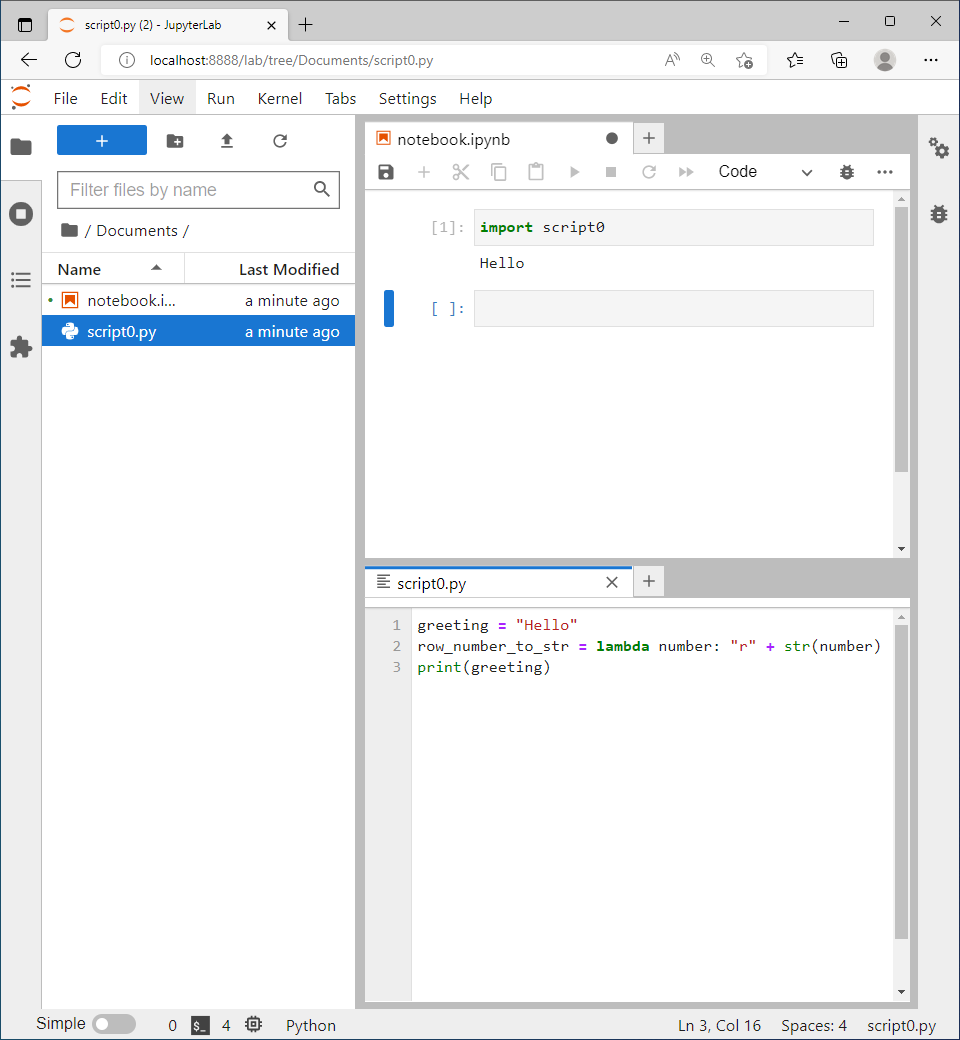 script0.py (2) - JupyterLab
localhost:8888/lab/tree/Documents/script0.py
File Edit View Run Kernel Tabs Settings Help
Filter files by name
/ Documents /
Name Last Modified
notebook.i... a minute ago
script0.py a minute ago
notebook.ipynb
Code
[1]: import script0
Hello
[ ]:
script0.py
1 greeting = "Hello"
2 row_number_to_str = lambda number: "r" + str(number)
3 print(greeting)
Simple 0 $_ 4 Python Ln 3, Col 16 Spaces: 4 script0.py